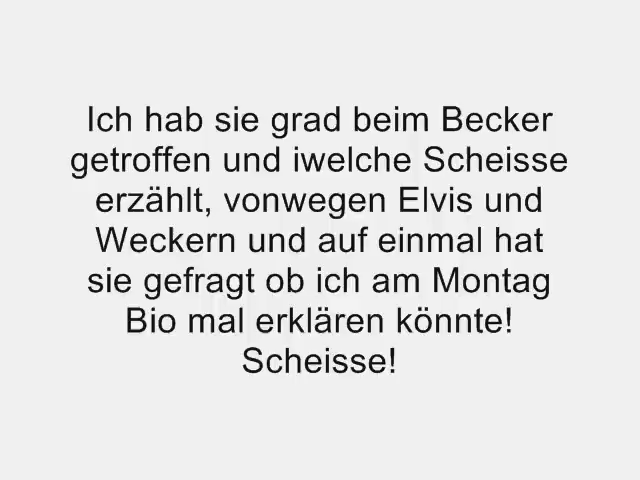 Ich hab sie grad beim Becker
getroffen und iwelche Scheisse
erzählt, vonwegen Elvis und
Weckern und auf einmal hat
sie gefragt ob ich am Montag
Bio mal erklären könnte!
Scheisse!